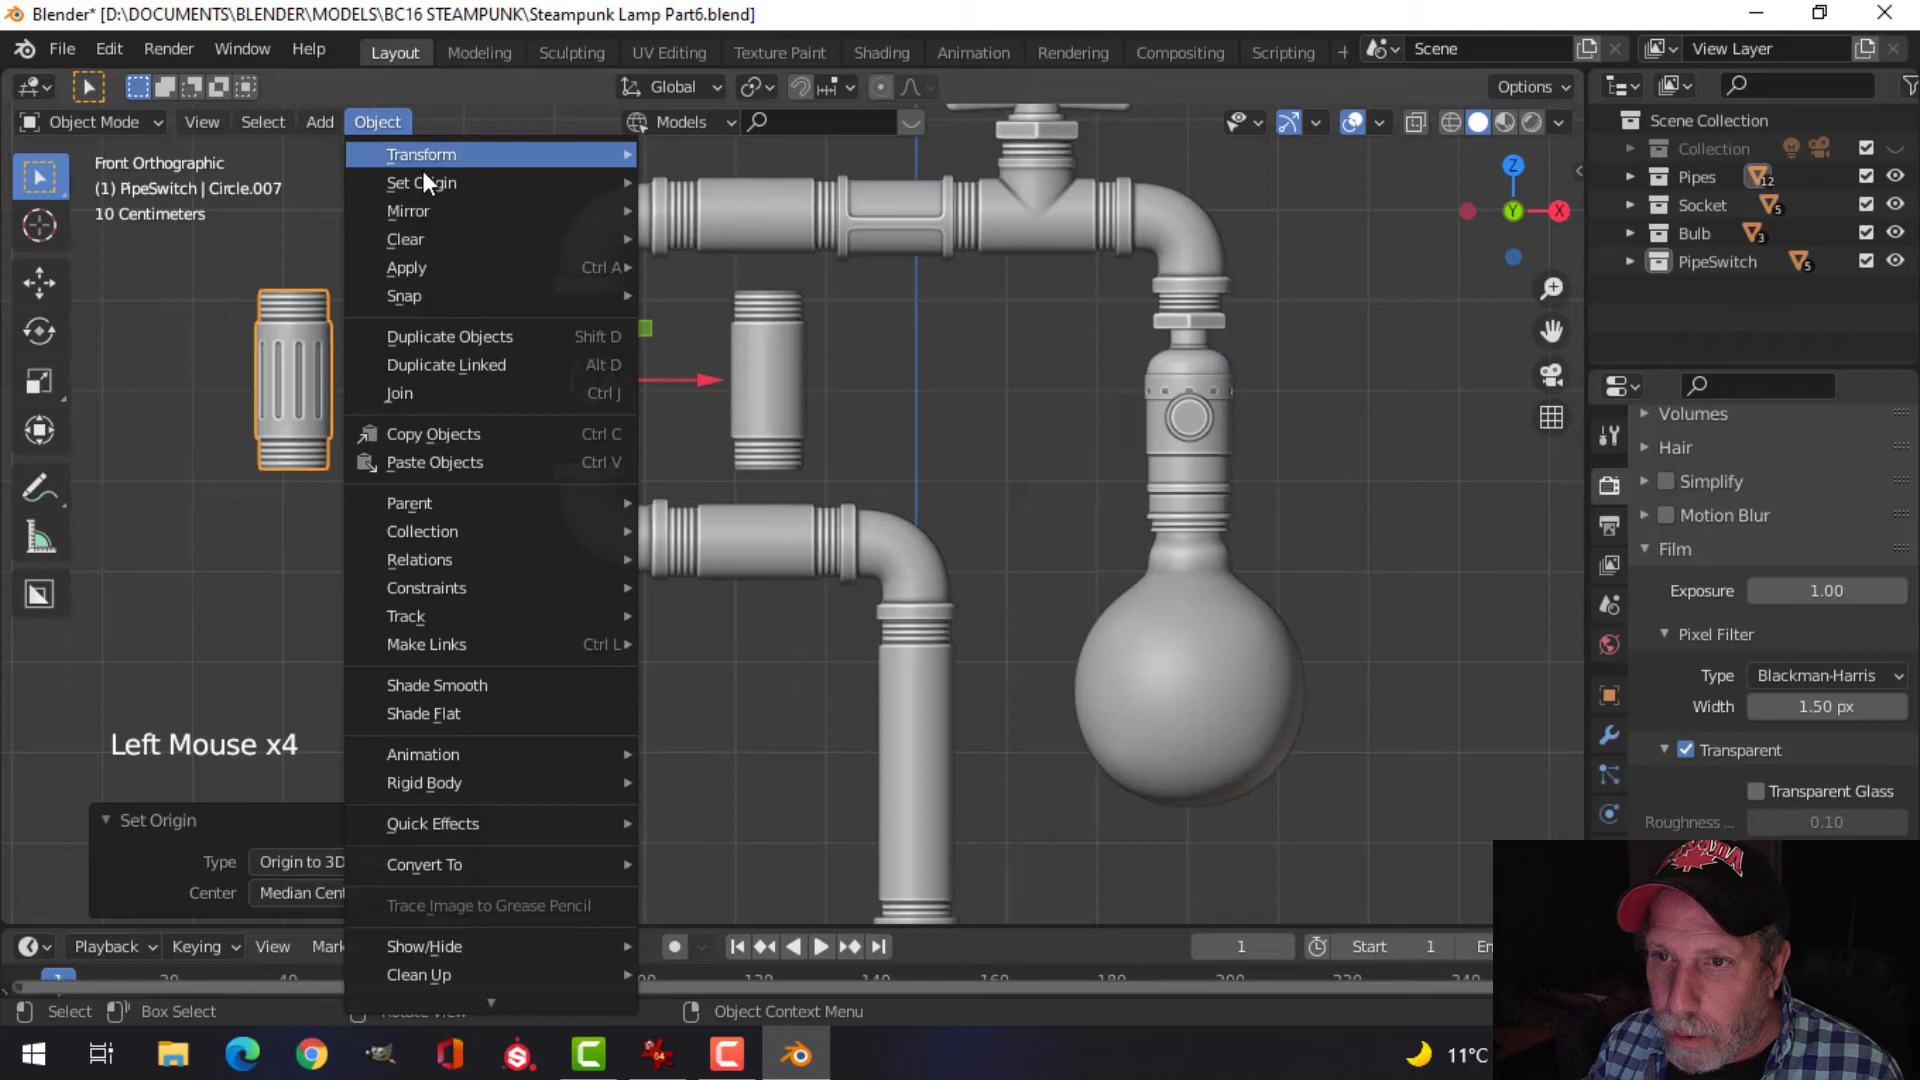 Blender* [D:\DOCUMENTS\BLENDER\MODELS\BC16 STEAMPUNK\Steampunk Lamp Part6.blend]
File Edit Render Window Help Layout Modeling Sculpting UV Editing Texture Paint Shading Animation Rendering Compositing Scripting + Scene View Layer
Global Options
Object Mode View Select Add Object Models
Scene Collection
Collection
Pipes 12
Socket 5
Bulb 3
PipeSwitch 5
Front Orthographic
(1) PipeSwitch | Circle.007
10 Centimeters
Transform
Set Origin
Mirror
Clear
Apply Ctrl A
Snap
Duplicate Objects Shift D
Duplicate Linked Alt D
Join Ctrl J
Copy Objects Ctrl C
Paste Objects Ctrl V
Parent
Collection
Relations
Constraints
Track
Make Links Ctrl L
Shade Smooth
Shade Flat
Animation
Rigid Body
Quick Effects
Convert To
Trace Image to Grease Pencil
Show/Hide
Clean Up
Z
Y
X
Volumes
Hair
Simplify
Motion Blur
Film
Exposure 1.00
Pixel Filter
Type Blackman-Harris
Width 1.50 px
Transparent
Transparent Glass
Roughness ... 0.10
Left Mouse x4
Set Origin
Type Origin to 3D
Center Median Cent
Playback Keying View Mark
1 Start 1 En
1
Select Box Select Object Context Menu
11°C